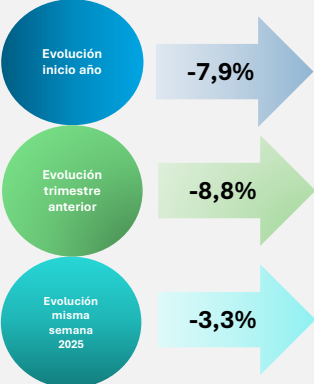 Evolución
inicio año
-7,9%
Evolución
trimestre
anterior
-8,8%
Evolución
misma
semana
2025
-3,3%